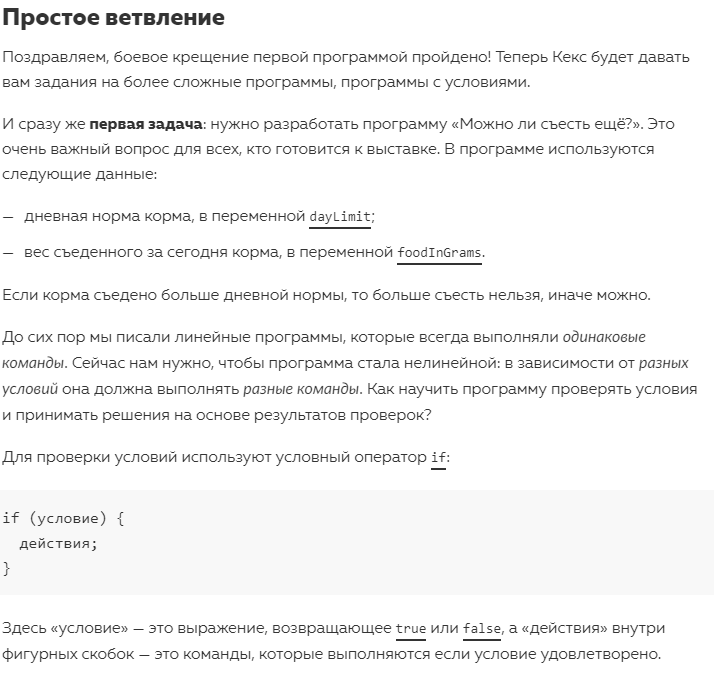 Простое ветвление
Поздравляем, боевое крещение первой программой пройдено! Теперь Кекс будет давать
вам задания на более сложные программы, программы с условиями.
И сразу же первая задача: нужно разработать программу «Можно ли съесть ещё?». Это
очень важный вопрос для всех, кто готовится к выставке. В программе используются
следующие данные:
— дневная норма корма, в переменной dayLimit;
— вес съеденного за сегодня корма, в переменной foodInGrams.
Если корма съедено больше дневной нормы, то больше съесть нельзя, иначе можно.
До сих пор мы писали линейные программы, которые всегда выполняли одинаковые
команды. Сейчас нам нужно, чтобы программа стала нелинейной: в зависимости от разных
условий она должна выполнять разные команды. Как научить программу проверять условия
и принимать решения на основе результатов проверок?
Для проверки условий используют условный оператор if:
if (условие) {
  действия;
}
Здесь «условие» — это выражение, возвращающее true или false, а «действия» внутри
фигурных скобок — это команды, которые выполняются если условие удовлетворено.